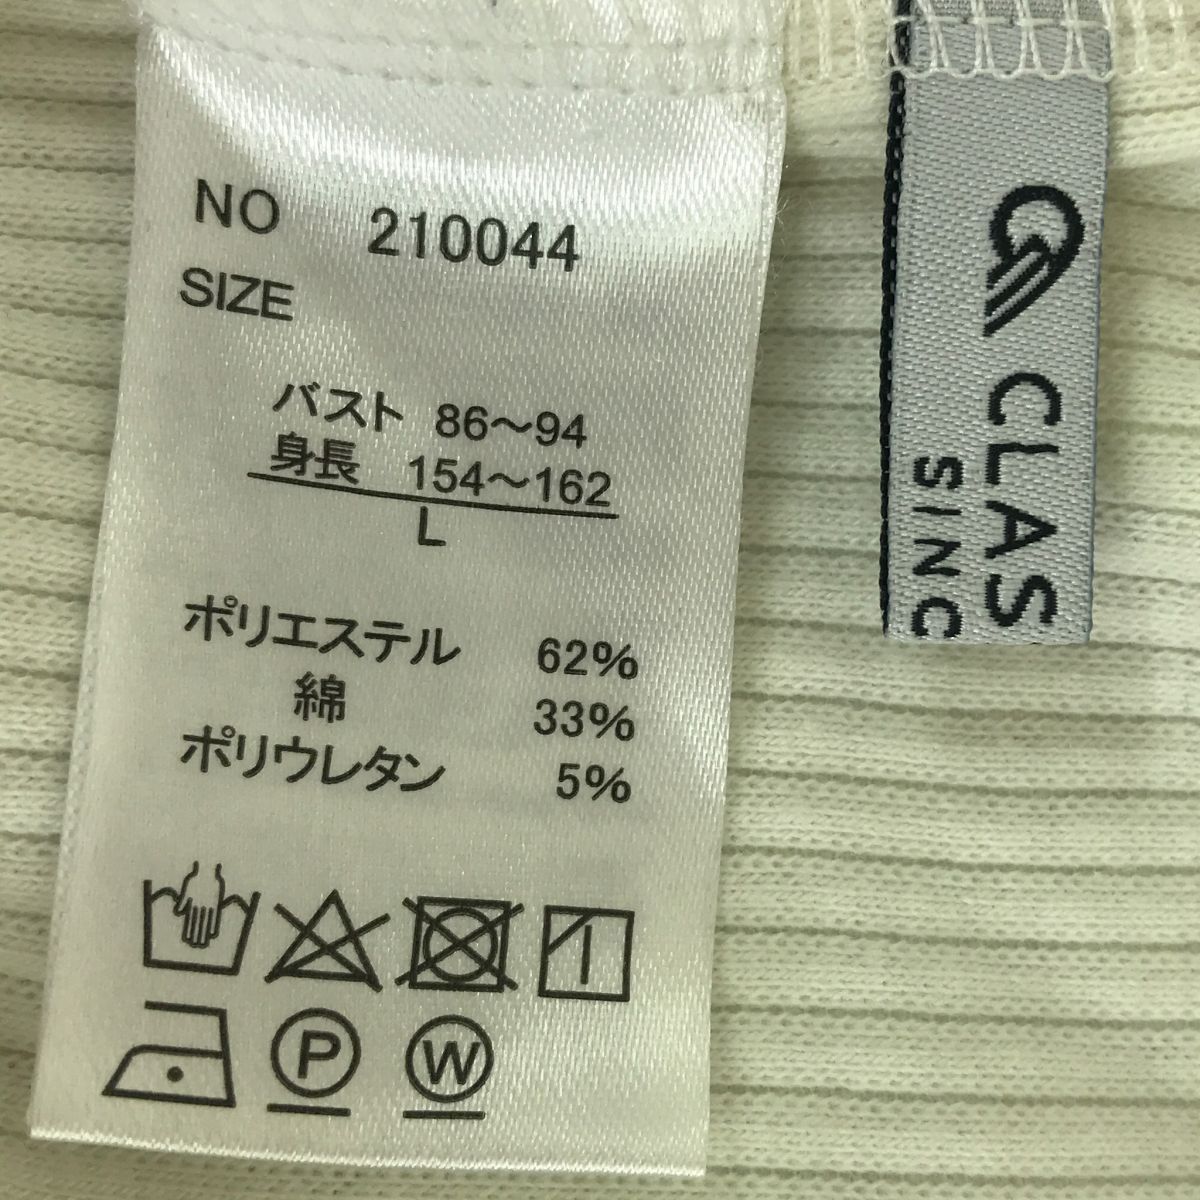 NO 210044
SIZE
バスト 86～94
身長 154～162
L
ポリエステル 62%
綿 33%
ポリウレタン 5%
P
W
CLAS
SINC